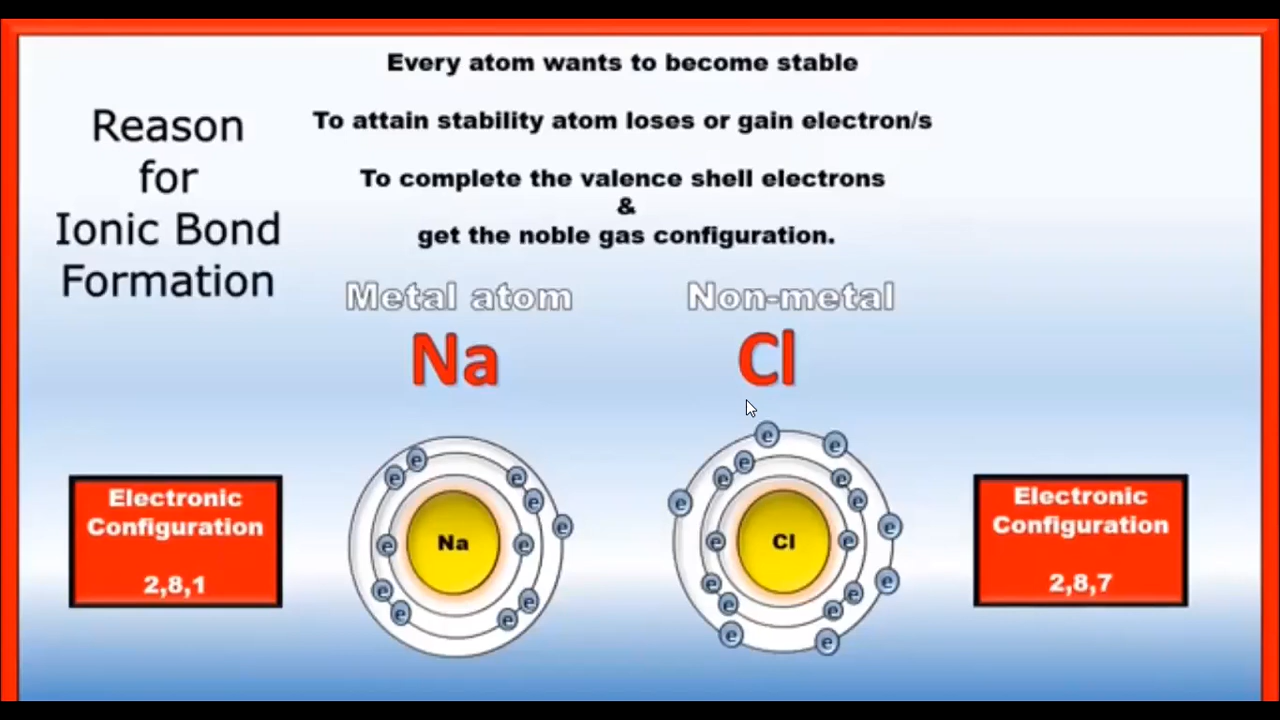 Reason
for
Ionic Bond
Formation
Every atom wants to become stable
To attain stability atom loses or gain electron/s
To complete the valence shell electrons
&
get the noble gas configuration.
Metal atom
Na
Non-metal
Cl
Electronic
Configuration
2,8,1
e e e e e e e e e e e
Na
e e e e e e e e e e e e e e e e e
Cl
Electronic
Configuration
2,8,7